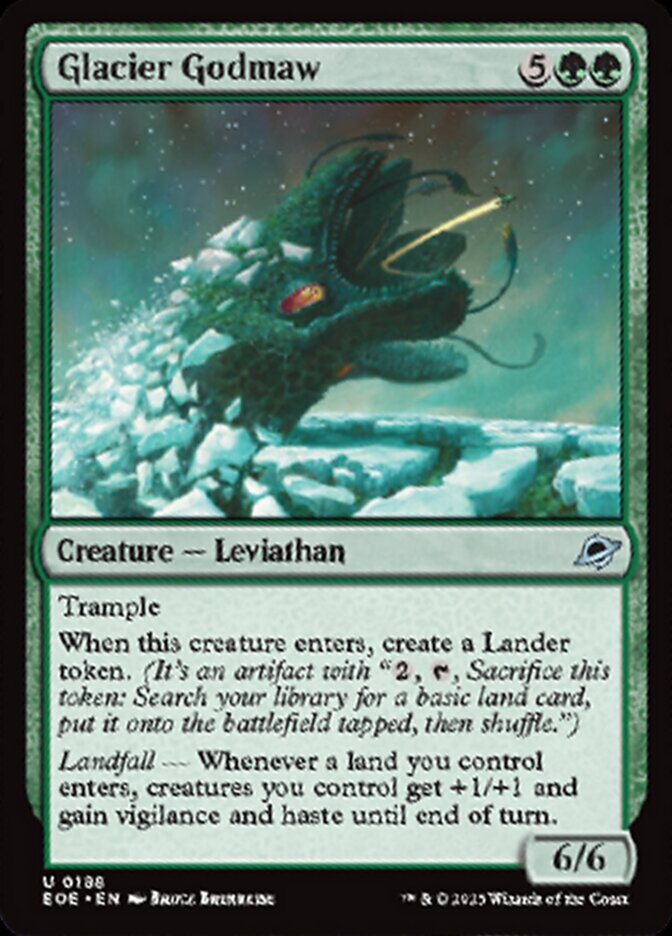 Glacier Godmaw 5
Creature — Leviathan
Trample
When this creature enters, create a Lander
token. (It's an artifact with "2, , Sacrifice this
token: Search your library for a basic land card,
put it onto the battlefield tapped, then shuffle.")
Landfall — Whenever a land you control
enters, creatures you control get +1/+1 and
gain vigilance and haste until end of turn.
6/6
U 0188
EOE • EN
™ & © 2025 Wizards of the Coast